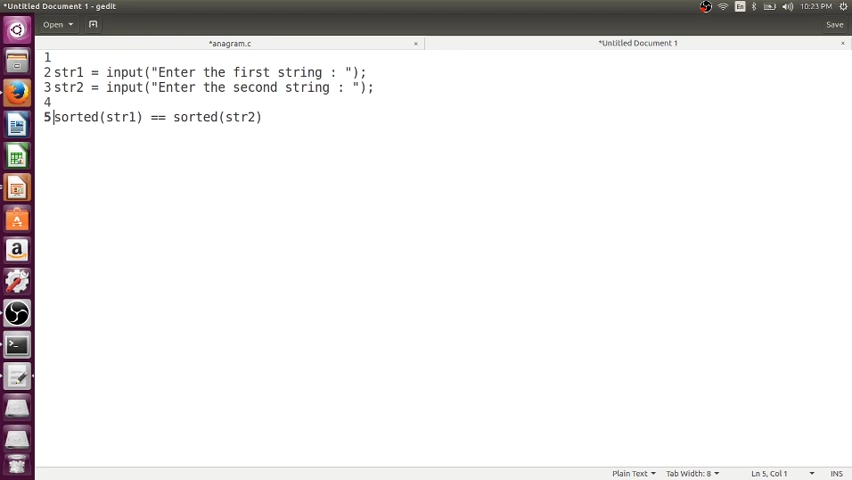 *Untitled Document 1 - gedit
En
10:23 PM
Open
Save
*anagram.c
*Untitled Document 1
1
2 str1 = input("Enter the first string : ");
3 str2 = input("Enter the second string : ");
4
5 sorted(str1) == sorted(str2)
Plain Text
Tab Width: 8
Ln 5, Col 1
INS